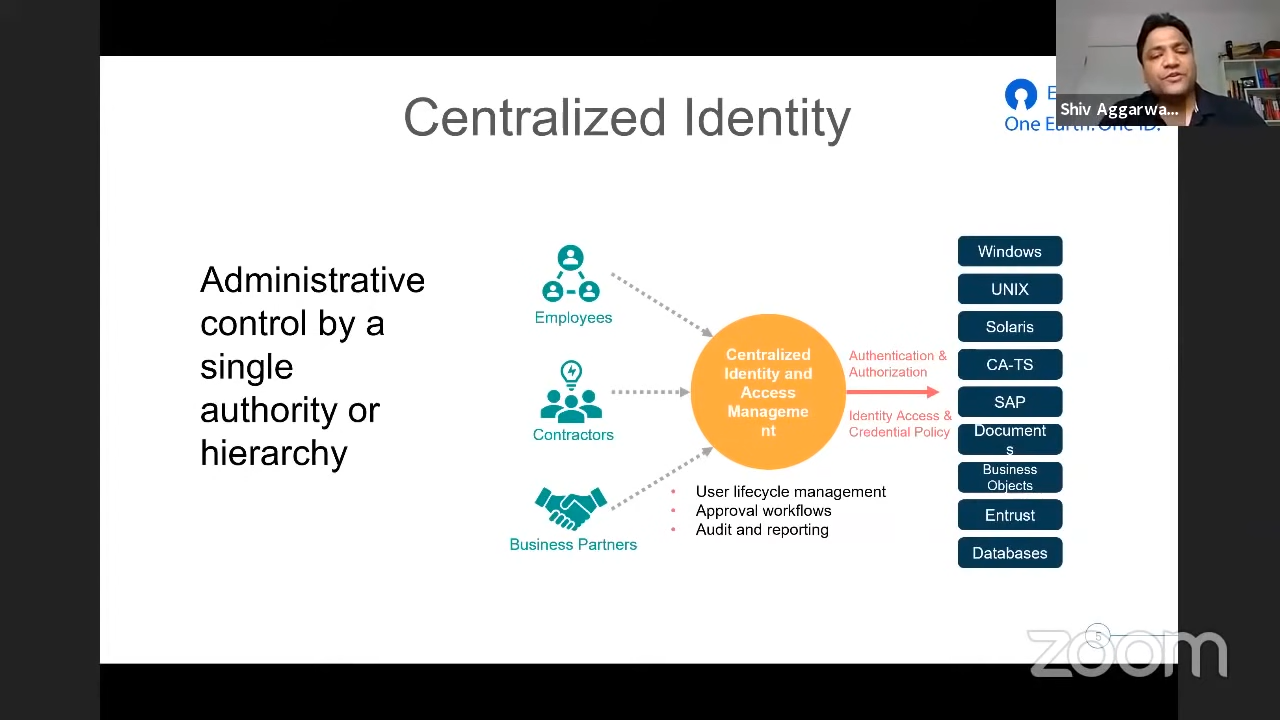 Centralized Identity
E
One Earth. One ID.
Shiv Aggarwa...
Administrative
control by a
single
authority or
hierarchy
Employees
Contractors
Business Partners
Centralized
Identity and
Access
Manageme
nt
Authentication &
Authorization
Identity Access &
Credential Policy
• User lifecycle management
• Approval workflows
• Audit and reporting
Windows
UNIX
Solaris
CA-TS
SAP
Document
s
Business
Objects
Entrust
Databases
5
zoom